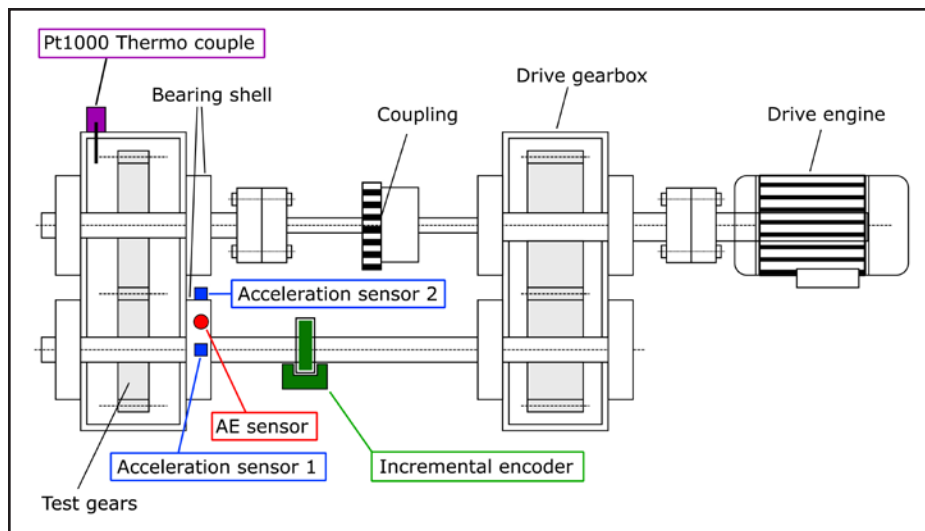 Pt1000 Thermo couple
Bearing shell
Coupling
Drive gearbox
Drive engine
Acceleration sensor 2
AE sensor
Acceleration sensor 1
Incremental encoder
Test gears